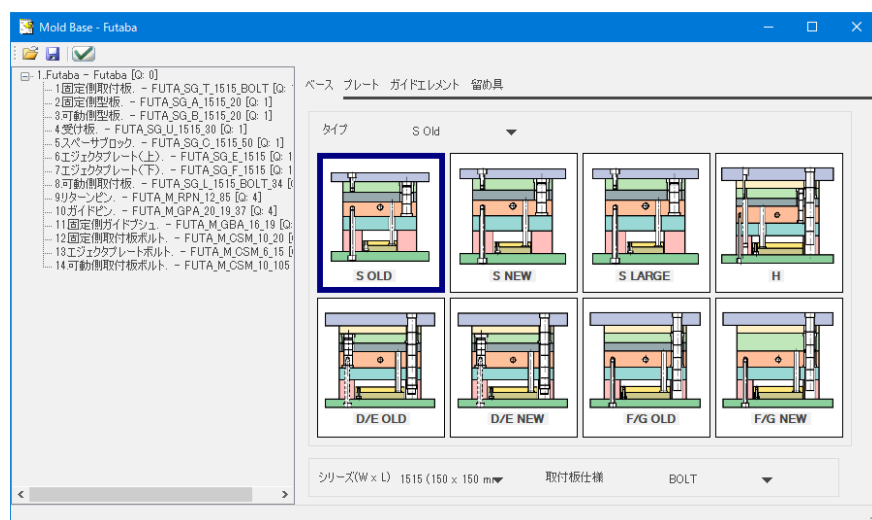 Mold Base - Futaba
1.Futaba - Futaba [Q: 0]
1固定側取付板. - FUTA_SG_T_1515_BOLT [Q:
2固定側型板. - FUTA_SG_A_1515_20 [Q: 1]
3可動側型板. - FUTA_SG_B_1515_20 [Q: 1]
4受け板. - FUTA_SG_U_1515_30 [Q: 1]
5スペーサブロック. - FUTA_SG_C_1515_50 [Q: 1]
6エジェクタプレート(上). - FUTA_SG_E_1515 [Q: 1
7エジェクタプレート(下). - FUTA_SG_F_1515 [Q: 1
8可動側取付板. - FUTA_SG_L_1515_BOLT_34 [
9リターンピン. - FUTA_M_RPN_12_85 [Q: 4]
10ガイドピン. - FUTA_M_GPA_20_19_37 [Q: 4]
11固定側ガイドブシュ. - FUTA_M_GBA_16_19 [Q:
12固定側取付板ボルト. - FUTA_M_CSM_10_20 [
13エジェクタプレートボルト. - FUTA_M_CSM_6_15 [
14可動側取付板ボルト. - FUTA_M_CSM_10_105
ベース プレート ガイドエレメント 留め具
タイプ S Old
S OLD S NEW S LARGE H
D/E OLD D/E NEW F/G OLD F/G NEW
シリーズ(W x L) 1515 (150 x 150 mm 取付板仕様 BOLT